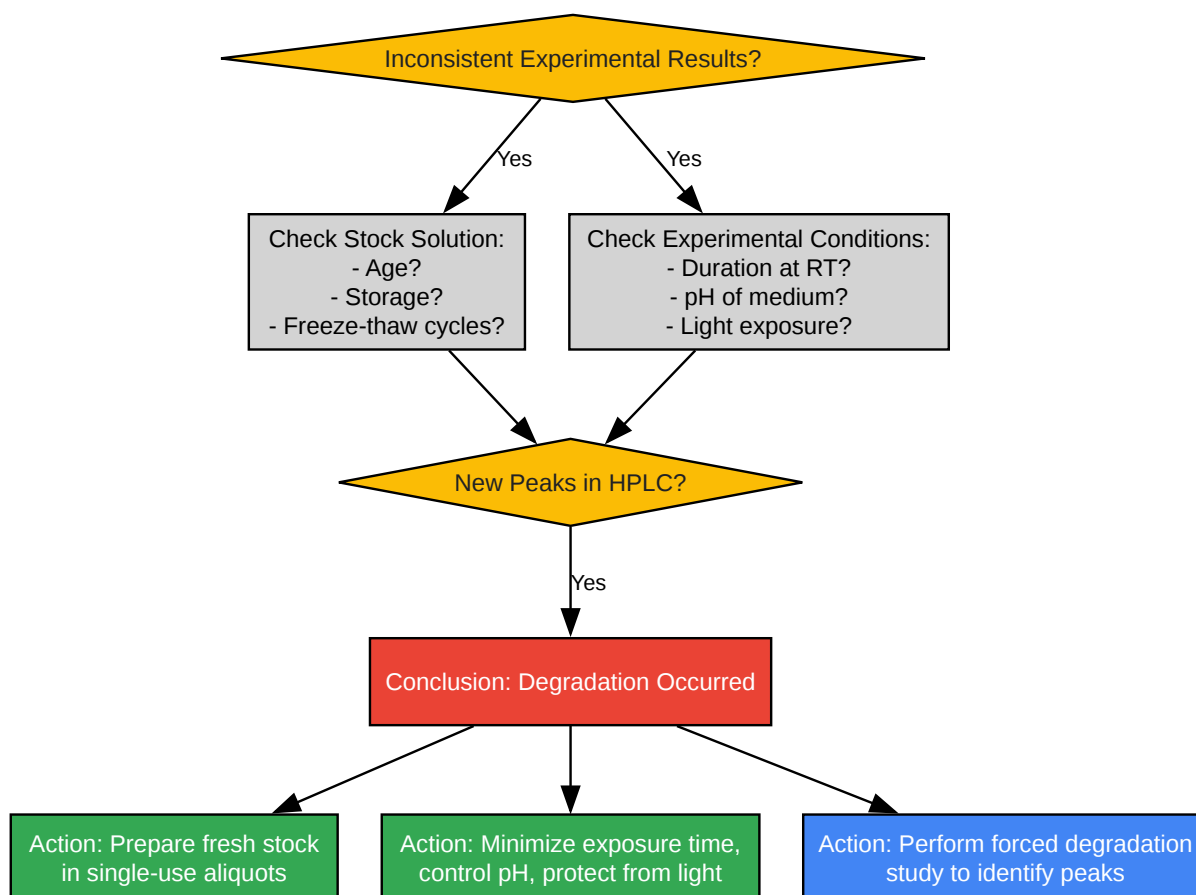 Inconsistent Experimental Results?
Yes
Yes
Check Stock Solution:
- Age?
- Storage?
- Freeze-thaw cycles?
Check Experimental Conditions:
- Duration at RT?
- pH of medium?
- Light exposure?
New Peaks in HPLC?
Yes
Conclusion: Degradation Occurred
Action: Prepare fresh stock
in single-use aliquots
Action: Minimize exposure time,
control pH, protect from light
Action: Perform forced degradation
study to identify peaks